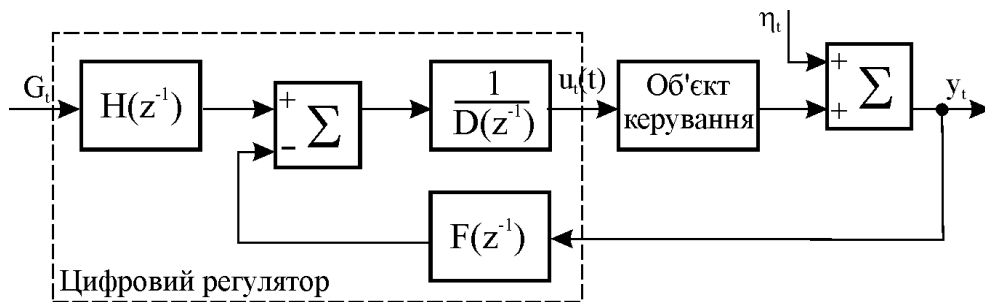 G_t
H(z^-1)
+
−
Σ
1
D(z^-1)
u_t(t)
Об'єкт
керування
η_t
+
+
Σ
y_t
F(z^-1)
Цифровий регулятор